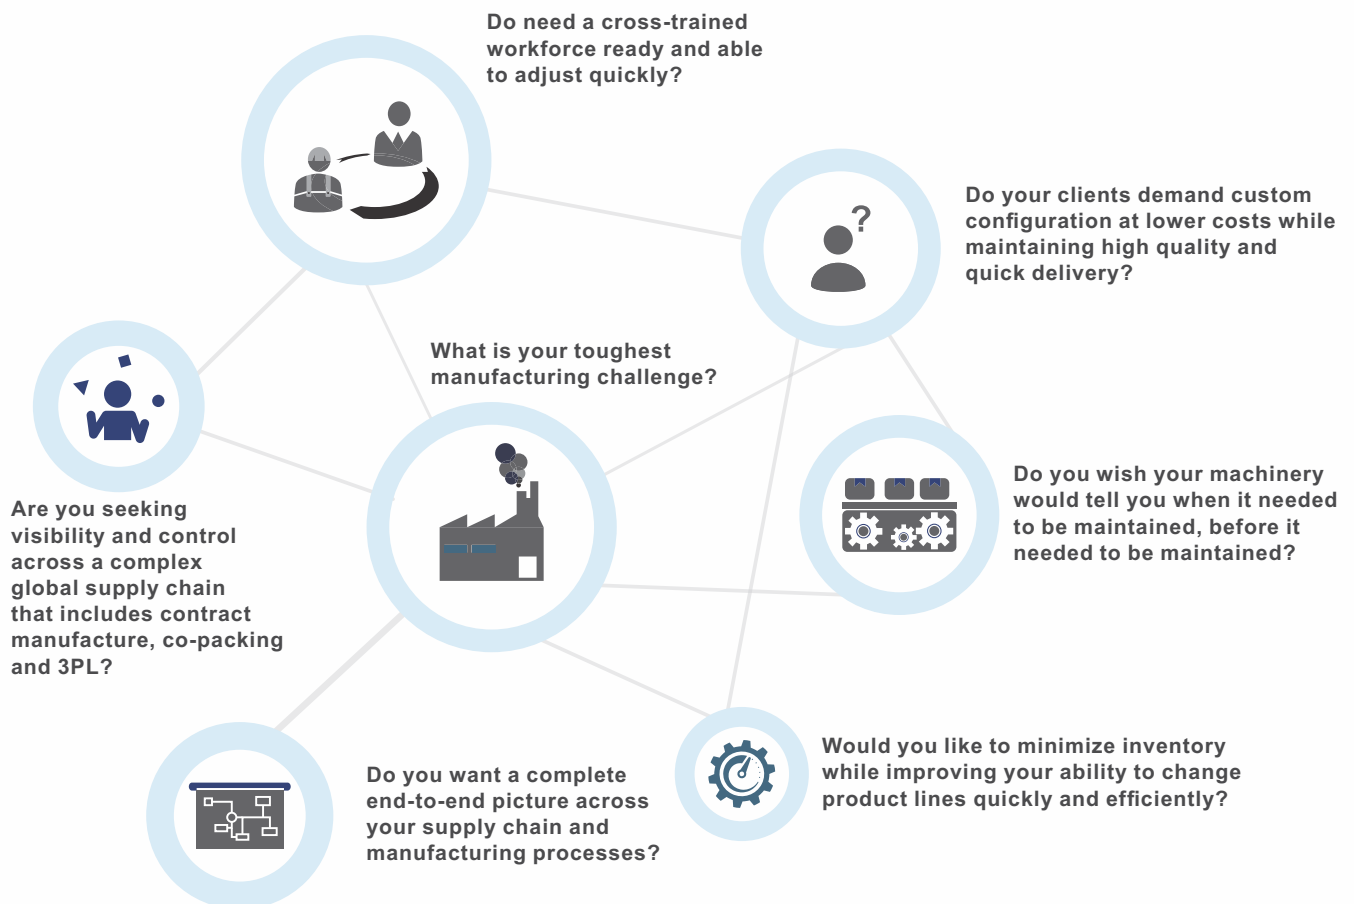 Do need a cross-trained
workforce ready and able
to adjust quickly?
?
Do your clients demand custom
configuration at lower costs while
maintaining high quality and
quick delivery?
What is your toughest
manufacturing challenge?
Do you wish your machinery
would tell you when it needed
to be maintained, before it
needed to be maintained?
Are you seeking
visibility and control
across a complex
global supply chain
that includes contract
manufacture, co-packing
and 3PL?
Do you want a complete
end-to-end picture across
your supply chain and
manufacturing processes?
Would you like to minimize inventory
while improving your ability to change
product lines quickly and efficiently?